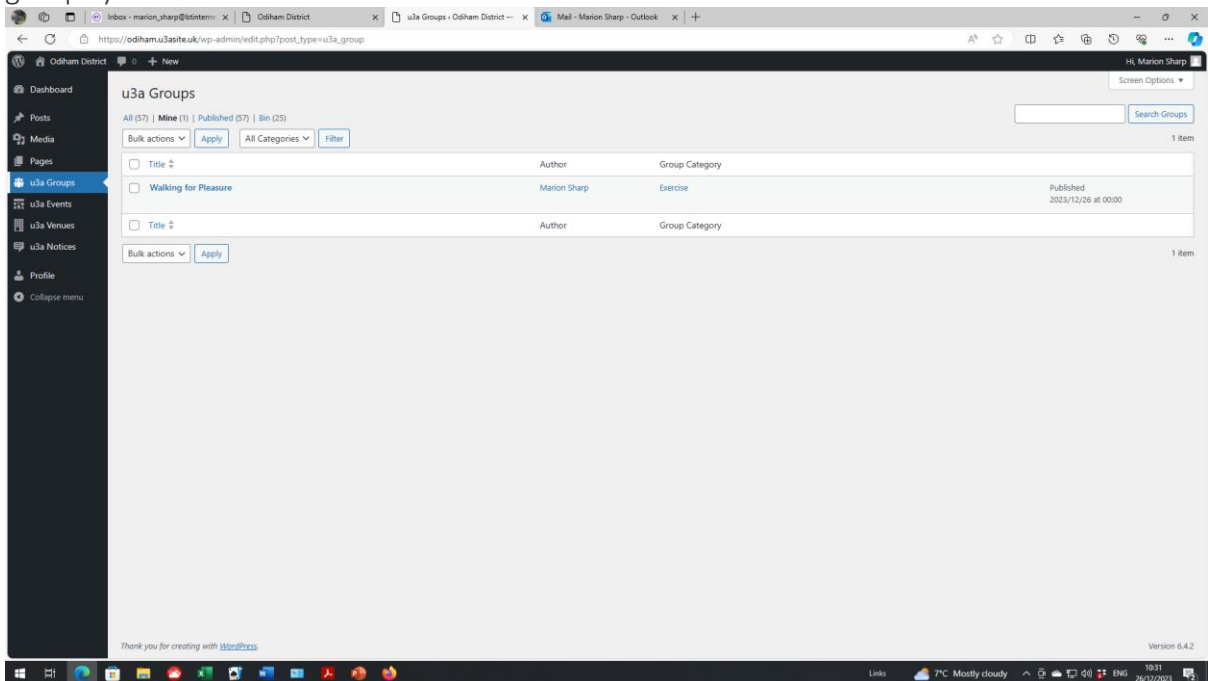 Inbox - marion_sharp@btinterne
Odiham District
u3a Groups ‹ Odiham District —
Mail - Marion Sharp - Outlook
https://odiham.u3asite.uk/wp-admin/edit.php?post_type=u3a_group
Odiham District 0 + New
Hi, Marion Sharp
Screen Options ▼
Dashboard
Posts
Media
Pages
u3a Groups
u3a Events
u3a Venues
u3a Notices
Profile
Collapse menu
u3a Groups
All (57) | Mine (1) | Published (57) | Bin (25)
Search Groups
Bulk actions Apply All Categories Filter
1 item
Title Author Group Category
Walking for Pleasure Marion Sharp Exercise Published
2023/12/26 at 00:00
Title Author Group Category
Bulk actions Apply
1 item
Thank you for creating with WordPress.
Version 6.4.2
Links 7°C Mostly cloudy ENG 10:31
26/12/2023